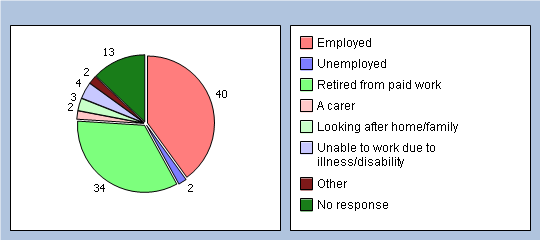 13
2
4
3
2
40
34
2
Employed
Unemployed
Retired from paid work
A carer
Looking after home/family
Unable to work due to
illness/disability
Other
No response